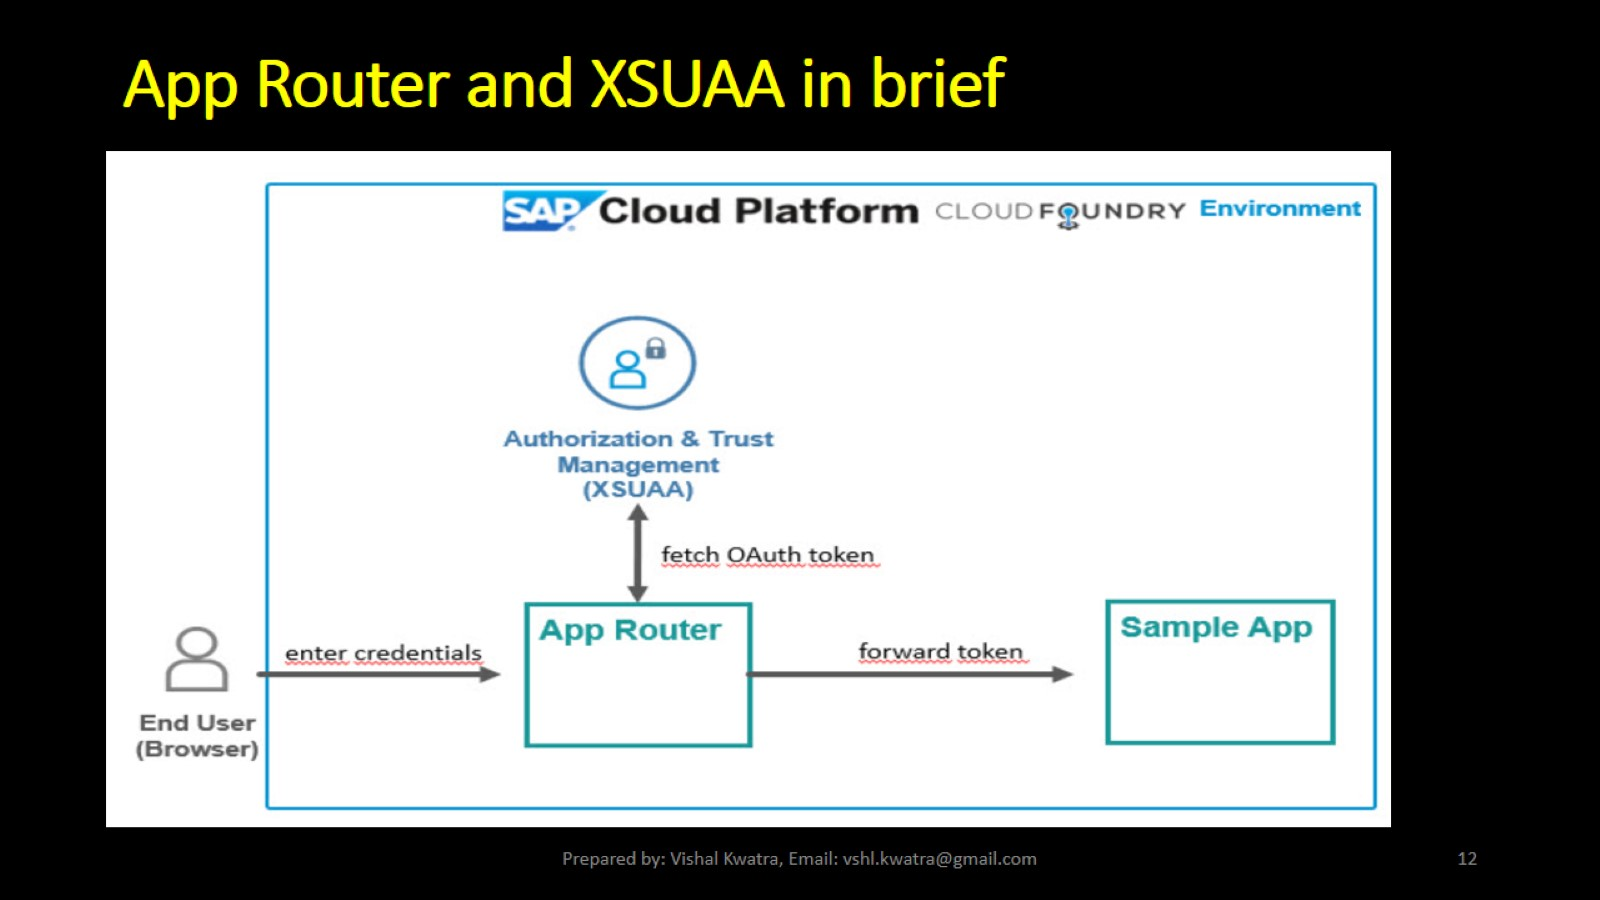 App Router and XSUAA in brief
SAP Cloud Platform CLOUD FOUNDRY Environment
Authorization & Trust
Management
(XSUAA)
fetch OAuth token
App Router
Sample App
enter credentials
forward token
End User
(Browser)
Prepared by: Vishal Kwatra, Email: vshl.kwatra@gmail.com
12